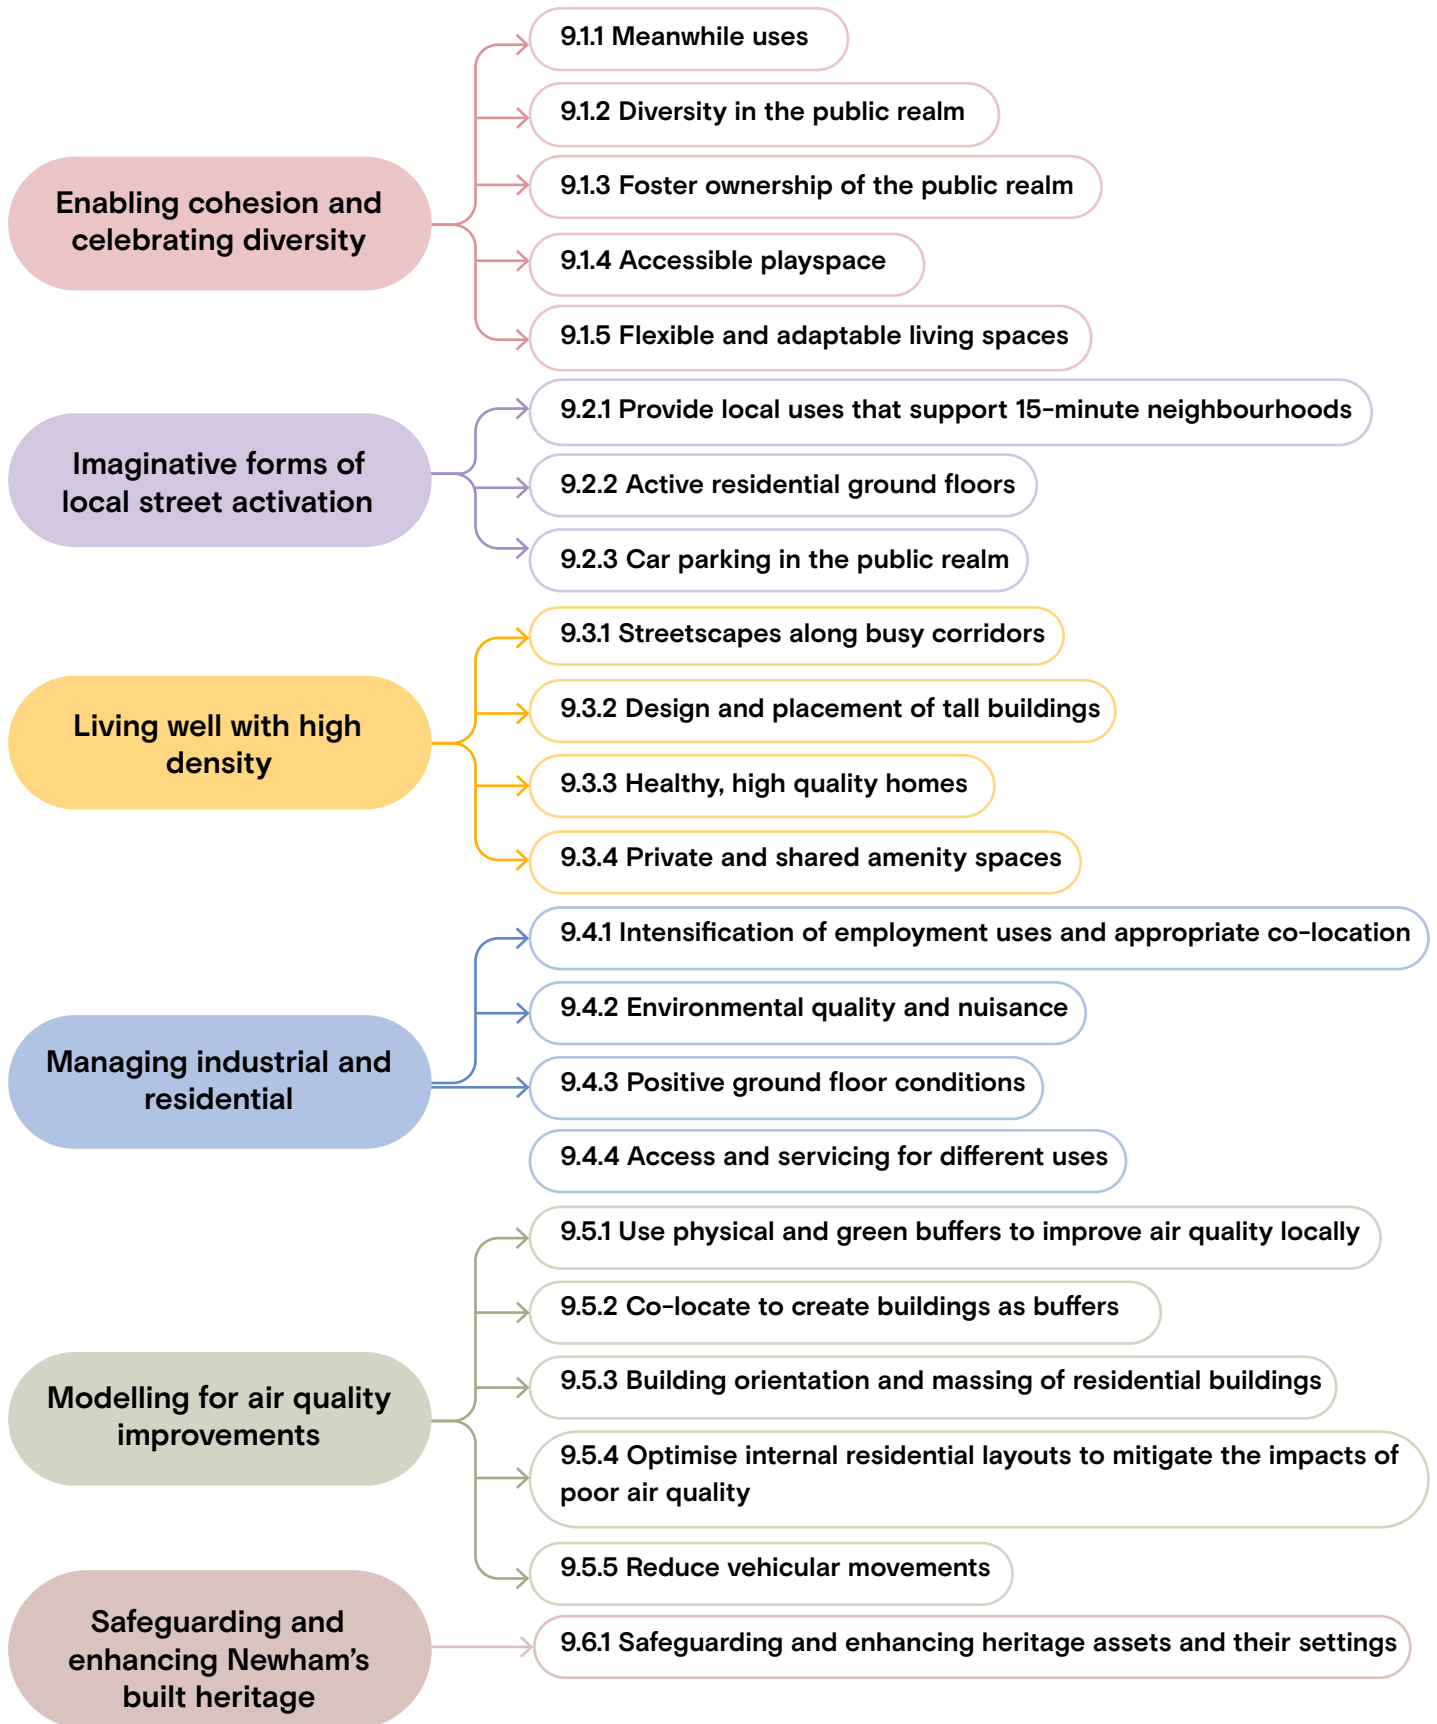 Enabling cohesion and
celebrating diversity
9.1.1 Meanwhile uses
9.1.2 Diversity in the public realm
9.1.3 Foster ownership of the public realm
9.1.4 Accessible playspace
9.1.5 Flexible and adaptable living spaces
Imaginative forms of
local street activation
9.2.1 Provide local uses that support 15-minute neighbourhoods
9.2.2 Active residential ground floors
9.2.3 Car parking in the public realm
Living well with high
density
9.3.1 Streetscapes along busy corridors
9.3.2 Design and placement of tall buildings
9.3.3 Healthy, high quality homes
9.3.4 Private and shared amenity spaces
Managing industrial and
residential
9.4.1 Intensification of employment uses and appropriate co-location
9.4.2 Environmental quality and nuisance
9.4.3 Positive ground floor conditions
9.4.4 Access and servicing for different uses
Modelling for air quality
improvements
9.5.1 Use physical and green buffers to improve air quality locally
9.5.2 Co-locate to create buildings as buffers
9.5.3 Building orientation and massing of residential buildings
9.5.4 Optimise internal residential layouts to mitigate the impacts of
poor air quality
9.5.5 Reduce vehicular movements
Safeguarding and
enhancing Newham's
built heritage
9.6.1 Safeguarding and enhancing heritage assets and their settings